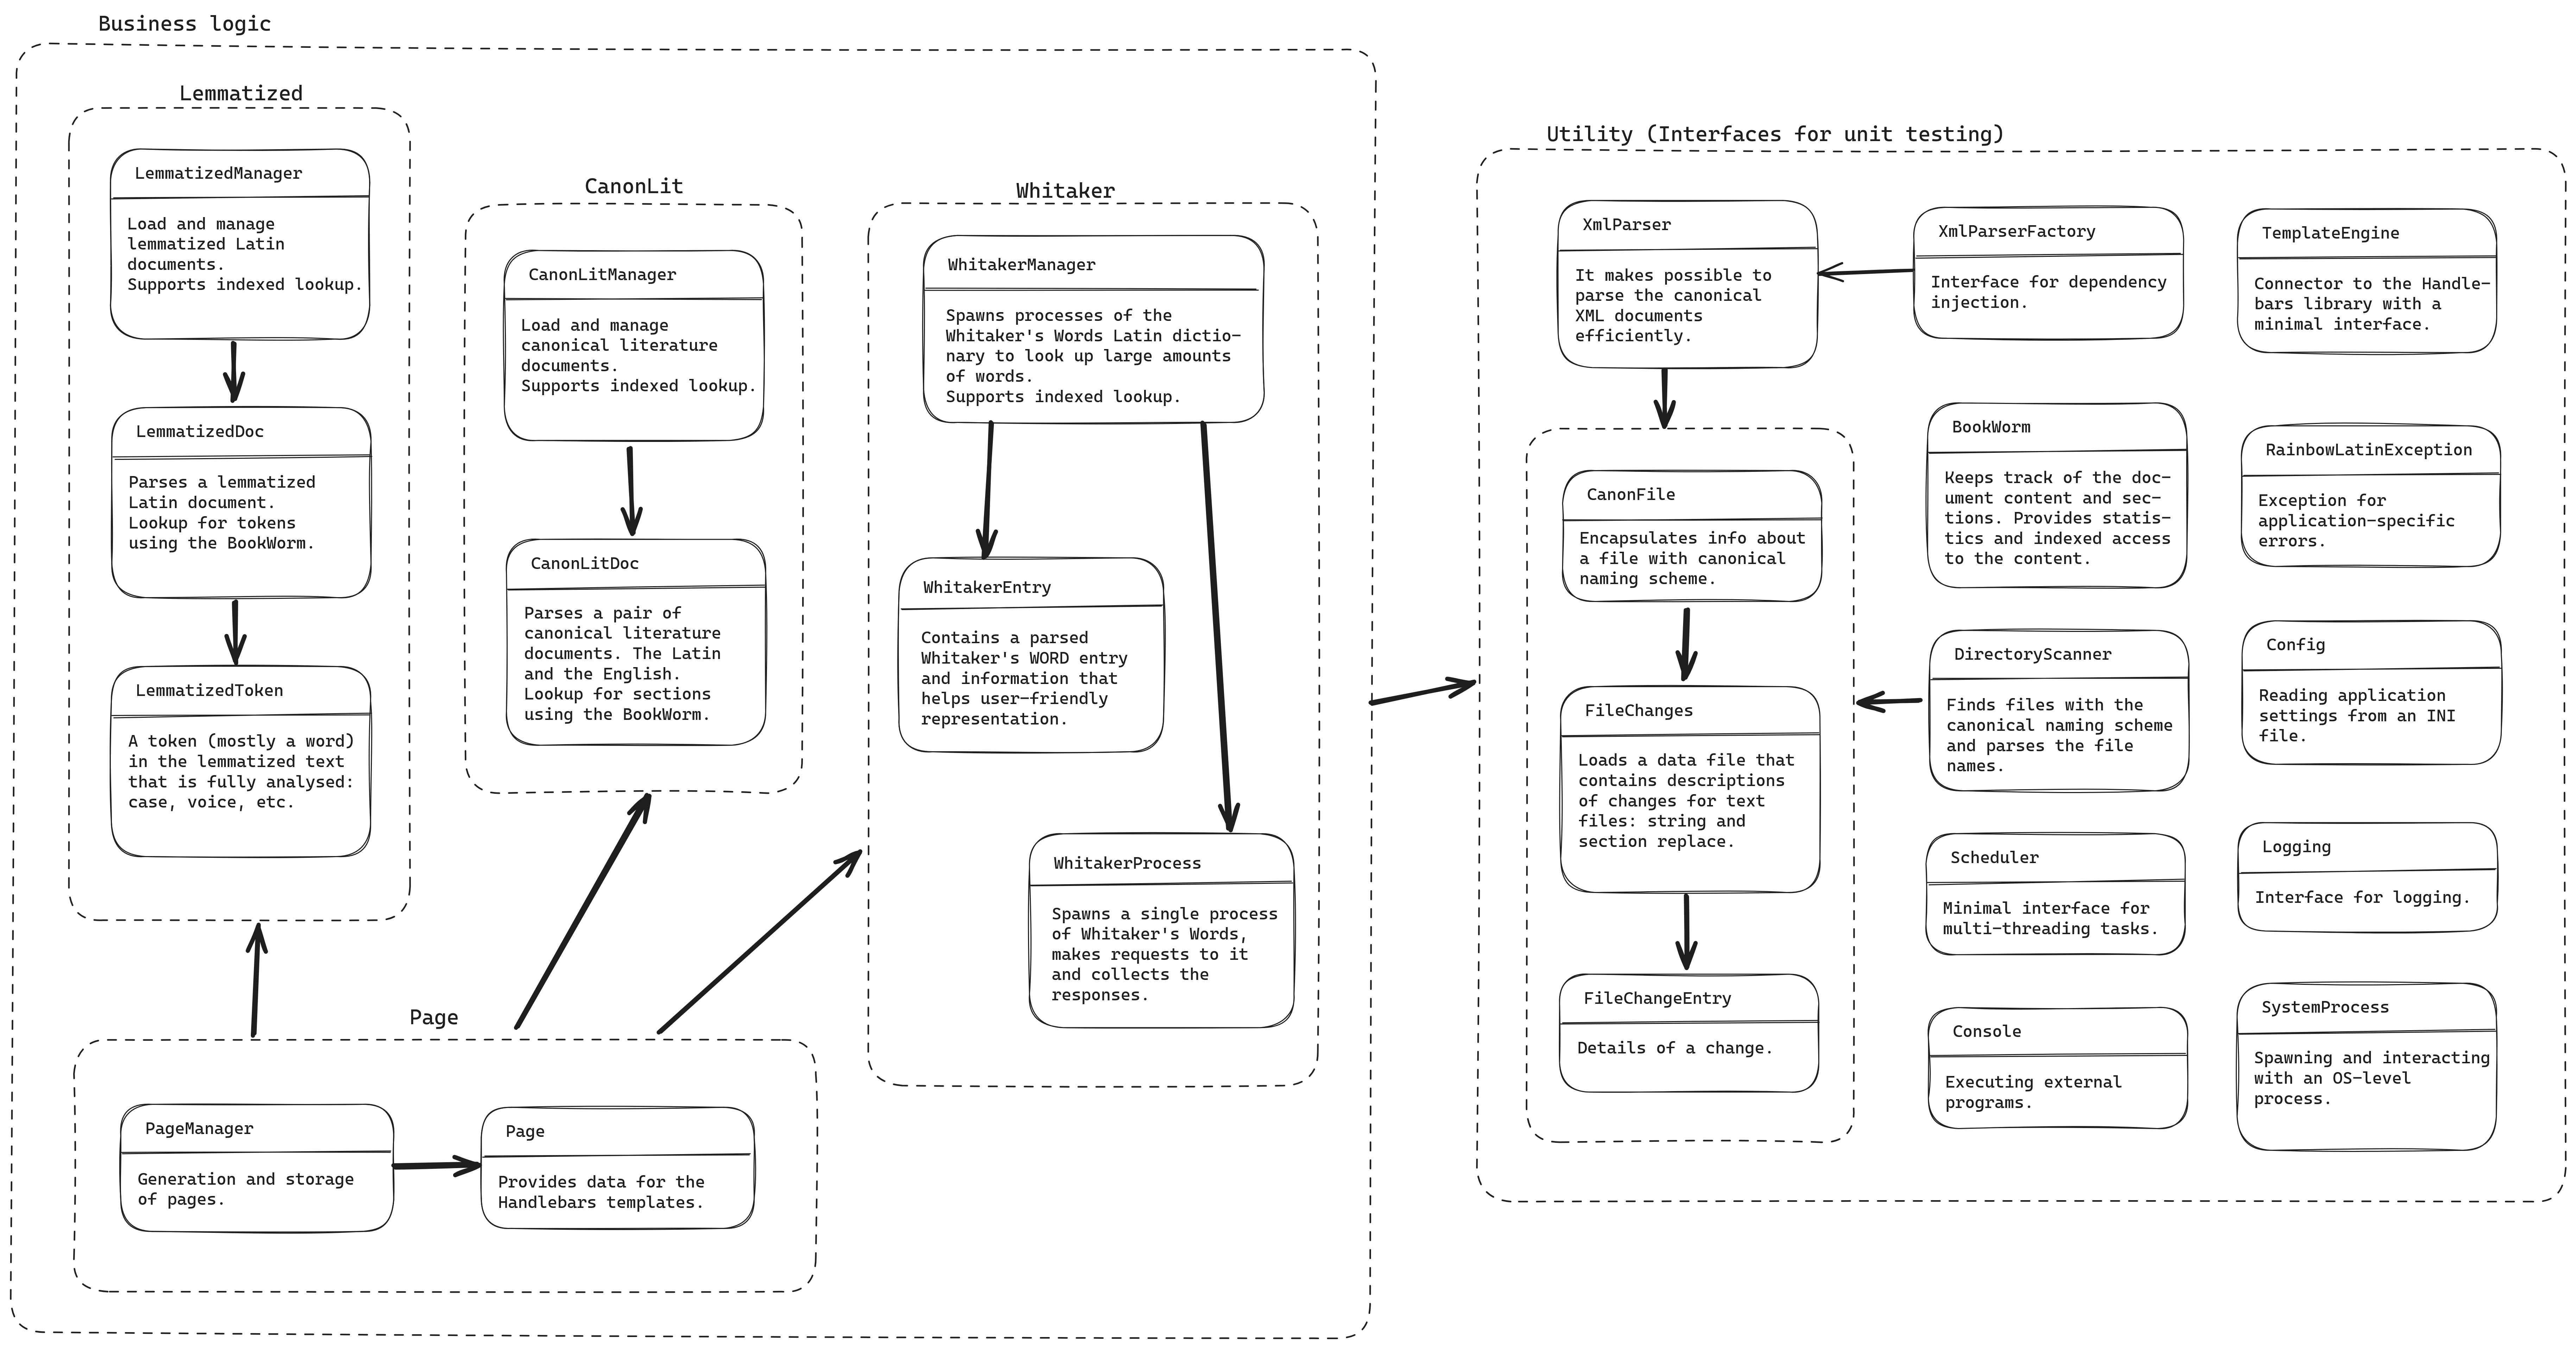 Business logic
Lemmatized
LemmatizedManager
Load and manage
lemmatized Latin
documents.
Supports indexed lookup.
LemmatizedDoc
Parses a lemmatized
Latin document.
Lookup for tokens
using the BookWorm.
LemmatizedToken
A token (mostly a word)
in the lemmatized text
that is fully analysed:
case, voice, etc.
CanonLit
CanonLitManager
Load and manage
canonical literature
documents.
Supports indexed lookup.
CanonLitDoc
Parses a pair of
canonical literature
documents. The Latin
and the English.
Lookup for sections
using the BookWorm.
Whitaker
WhitakerManager
Spawns processes of the
Whitaker's Words Latin dictio-
nary to look up large amounts
of words.
Supports indexed lookup.
WhitakerEntry
Contains a parsed
Whitaker's WORD entry
and information that
helps user-friendly
representation.
WhitakerProcess
Spawns a single process
of Whitaker's Words,
makes requests to it
and collects the
responses.
Page
PageManager
Generation and storage
of pages.
Page
Provides data for the
Handlebars templates.
Utility (Interfaces for unit testing)
XmlParser
It makes possible to
parse the canonical
XML documents
efficiently.
XmlParserFactory
Interface for dependency
injection.
TemplateEngine
Connector to the Handle-
bars library with a
minimal interface.
CanonFile
Encapsulates info about
a file with canonical
naming scheme.
FileChanges
Loads a data file that
contains descriptions
of changes for text
files: string and
section replace.
FileChangeEntry
Details of a change.
BookWorm
Keeps track of the doc-
ument content and sec-
tions. Provides statis-
tics and indexed access
to the content.
RainbowLatinException
Exception for
application-specific
errors.
DirectoryScanner
Finds files with the
canonical naming scheme
and parses the file
names.
Config
Reading application
settings from an INI
file.
Scheduler
Minimal interface for
multi-threading tasks.
Logging
Interface for logging.
Console
Executing external
programs.
SystemProcess
Spawning and interacting
with an OS-level
process.